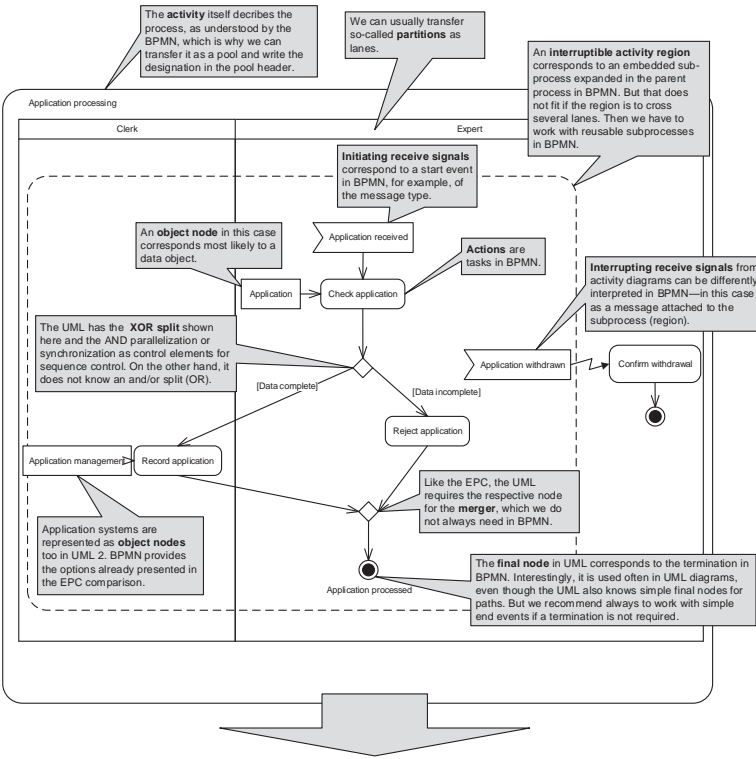 The activity itself decribes the
process, as understood by the
BPMN, which is why we can
transfer it as a pool and write the
designation in the pool header.
We can usually transfer
so-called partitions as
lanes.
An interruptible activity region
corresponds to an embedded sub-
process expanded in the parent
process in BPMN. But that does
not fit if the region is to cross
several lanes. Then we have to
work with reusable subprocesses
in BPMN.
Application processing
Clerk
Expert
Initiating receive signals
correspond to a start event
in BPMN, for example, of
the message type.
An object node in this case
corresponds most likely to a
data object.
Application received
Actions are
tasks in BPMN.
Application
Check application
Interrupting receive signals from
activity diagrams can be differently
interpreted in BPMN—in this case
as a message attached to the
subprocess (region).
The UML has the XOR split shown
here and the AND parallelization or
synchronization as control elements for
sequence control. On the other hand, it
does not know an and/or split (OR).
Application withdrawn
Confirm withdrawal
[Data complete]
[Data incomplete]
Reject application
Application management
Record application
Like the EPC, the UML
requires the respective node
for the merger, which we do
not always need in BPMN.
Application systems are
represented as object nodes
too in UML 2. BPMN provides
the options already presented in
the EPC comparison.
Application processed
The final node in UML corresponds to the termination in
BPMN. Interestingly, it is used often in UML diagrams,
even though the UML also knows simple final nodes for
paths. But we recommend always to work with simple
end events if a termination is not required.